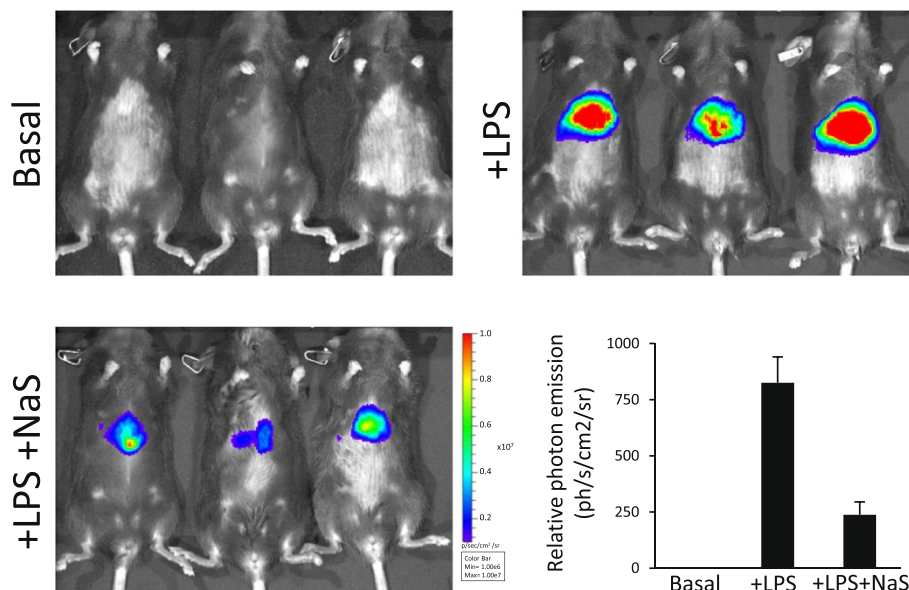 Basal
+LPS
+LPS +NaS
1.0
0.8
0.6
x10⁷
0.4
0.2
p/sec/cm²/sr
Color Bar
Min= 1.00e6
Max= 1.00e7
Relative photon emission
(ph/s/cm2/sr)
1000
750
500
250
0
Basal +LPS +LPS+NaS